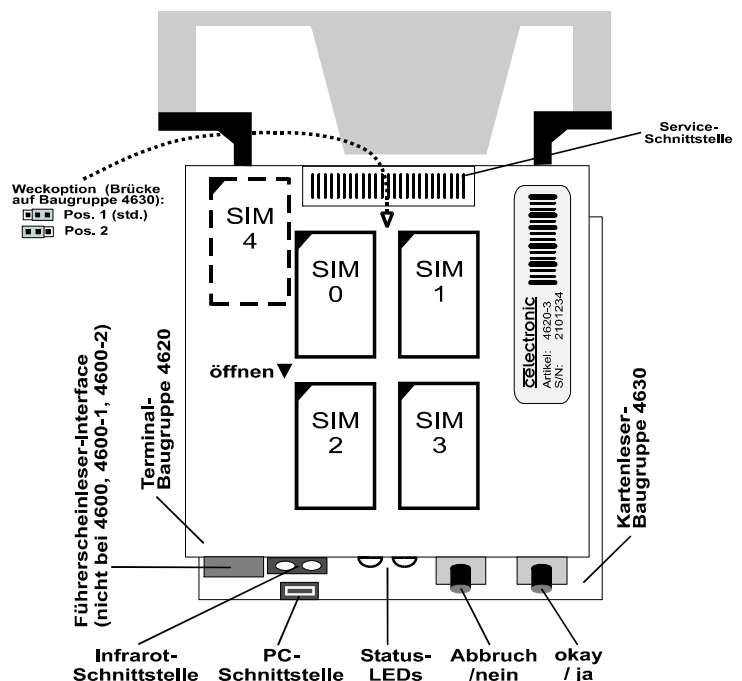 Service-
Schnittstelle
Weckoption (Brücke
auf Baugruppe 4630):
Pos. 1 (std.)
Pos. 2
SIM
4
SIM
0
SIM
1
celectronic
Artikel: 4620-3
S/N: 2101234
öffnen
SIM
2
SIM
3
Führerscheinleser-Interface
(nicht bei 4600, 4600-1, 4600-2)
Terminal-
Baugruppe 4620
Kartenleser-
Baugruppe 4630
Infrarot-
Schnittstelle
PC-
Schnittstelle
Status-
LEDs
Abbruch
/nein
okay
/ ja